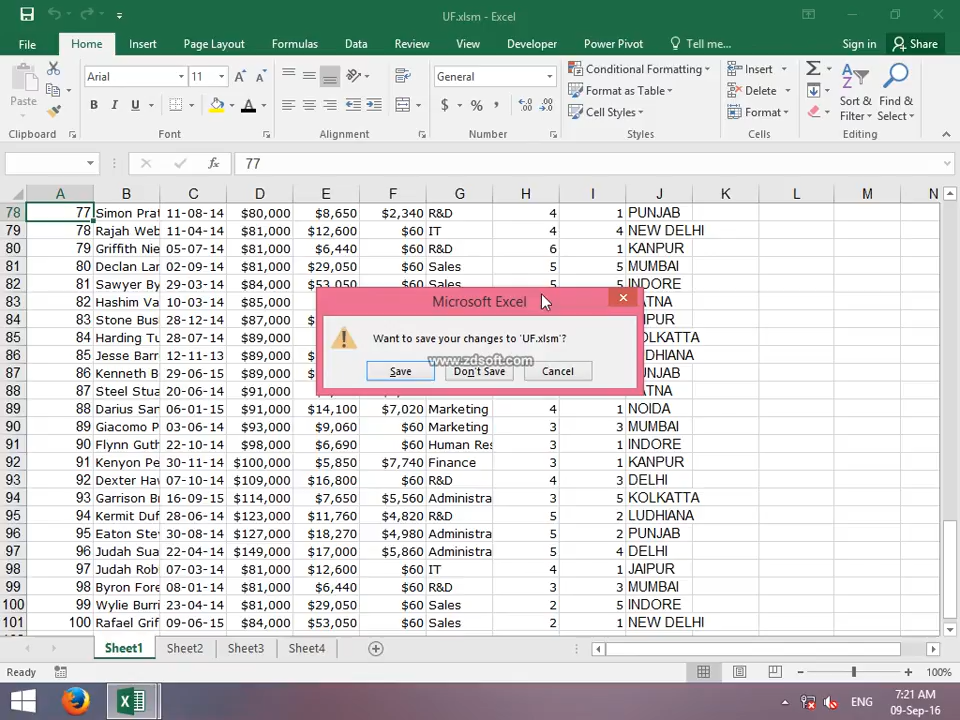 UF.xlsm - Excel
File Home Insert Page Layout Formulas Data Review View Developer Power Pivot Tell me... Sign in Share
Arial 11 General Conditional Formatting Insert
Paste Format as Table Delete Sort & Find &
B I U A $ % , Cell Styles Format Filter Select
Clipboard Font Alignment Number Styles Cells Editing
fx 77
A B C D E F G H I J K L M N
78 77 Simon Prat 11-08-14 $80,000 $8,650 $2,340 R&D 4 1 PUNJAB
79 78 Rajah Web 11-04-14 $81,000 $12,600 $60 IT 4 4 NEW DELHI
80 79 Griffith Nie 05-07-14 $81,000 $6,440 $60 R&D 6 1 KANPUR
81 80 Declan Lar 02-09-14 $81,000 $29,050 $60 Sales 5 5 MUMBAI
82 81 Sawyer By 29-03-14 $84,000 $53,050 $60 Sales 5 5 INDORE
83 82 Hashim Va 10-03-14 $85,000 ATNA
84 83 Stone Bus 28-12-14 $87,000 IPUR
85 84 Harding Tu 28-07-14 $89,000 OLKATTA
86 85 Jesse Barr 12-11-13 $89,000 DHIANA
87 86 Kenneth B 29-06-15 $90,000 NJAB
88 87 Steel Stua 20-06-14 $91,000 ATNA
Microsoft Excel
Want to save your changes to 'UF.xlsm'?
www.zdsoft.com
Save Don't Save Cancel
89 88 Darius San 06-01-15 $91,000 $14,100 $7,020 Marketing 4 1 NOIDA
90 89 Giacomo P 03-06-14 $93,000 $9,060 $60 Marketing 3 3 MUMBAI
91 90 Flynn Guth 22-10-14 $98,000 $6,690 $60 Human Res 3 1 INDORE
92 91 Kenyon Pe 30-11-14 $100,000 $5,850 $7,740 Finance 3 1 KANPUR
93 92 Dexter Hav 07-10-14 $109,000 $16,800 $60 R&D 4 3 DELHI
94 93 Garrison B 16-09-15 $114,000 $7,650 $5,560 Administra 3 5 KOLKATTA
95 94 Kermit Duf 28-06-14 $123,000 $11,760 $4,820 R&D 5 2 LUDHIANA
96 95 Eaton Stev 30-08-14 $127,000 $18,270 $4,980 Administra 5 2 PUNJAB
97 96 Judah Sua 22-04-14 $149,000 $17,000 $5,860 Administra 5 4 DELHI
98 97 Judah Rob 07-03-14 $81,000 $12,600 $60 IT 4 1 JAIPUR
99 98 Byron Fore 08-01-14 $81,000 $6,440 $60 R&D 3 3 MUMBAI
100 99 Wylie Burri 23-04-14 $81,000 $29,050 $60 Sales 2 5 INDORE
101 100 Rafael Grif 09-06-15 $84,000 $53,050 $60 Sales 2 1 NEW DELHI
Sheet1 Sheet2 Sheet3 Sheet4
Ready 100%
ENG 7:21 AM
09-Sep-16